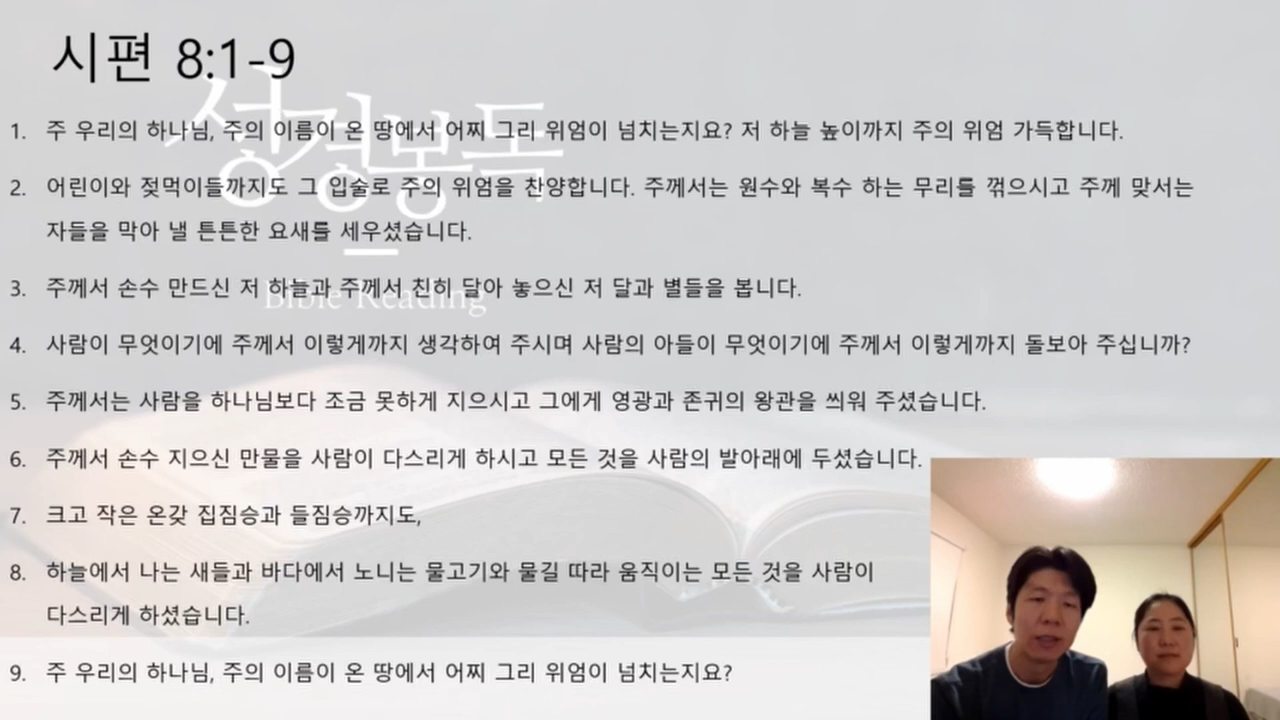 시편 8:1-9
성경봉독
Bible Reading
1. 주 우리의 하나님, 주의 이름이 온 땅에서 어찌 그리 위엄이 넘치는지요? 저 하늘 높이까지 주의 위엄 가득합니다.
2. 어린이와 젖먹이들까지도 그 입술로 주의 위엄을 찬양합니다. 주께서는 원수와 복수 하는 무리를 꺾으시고 주께 맞서는
자들을 막아 낼 튼튼한 요새를 세우셨습니다.
3. 주께서 손수 만드신 저 하늘과 주께서 친히 달아 놓으신 저 달과 별들을 봅니다.
4. 사람이 무엇이기에 주께서 이렇게까지 생각하여 주시며 사람의 아들이 무엇이기에 주께서 이렇게까지 돌보아 주십니까?
5. 주께서는 사람을 하나님보다 조금 못하게 지으시고 그에게 영광과 존귀의 왕관을 씌워 주셨습니다.
6. 주께서 손수 지으신 만물을 사람이 다스리게 하시고 모든 것을 사람의 발아래에 두셨습니다.
7. 크고 작은 온갖 집짐승과 들짐승까지도,
8. 하늘에서 나는 새들과 바다에서 노니는 물고기와 물길 따라 움직이는 모든 것을 사람이
다스리게 하셨습니다.
9. 주 우리의 하나님, 주의 이름이 온 땅에서 어찌 그리 위엄이 넘치는지요?